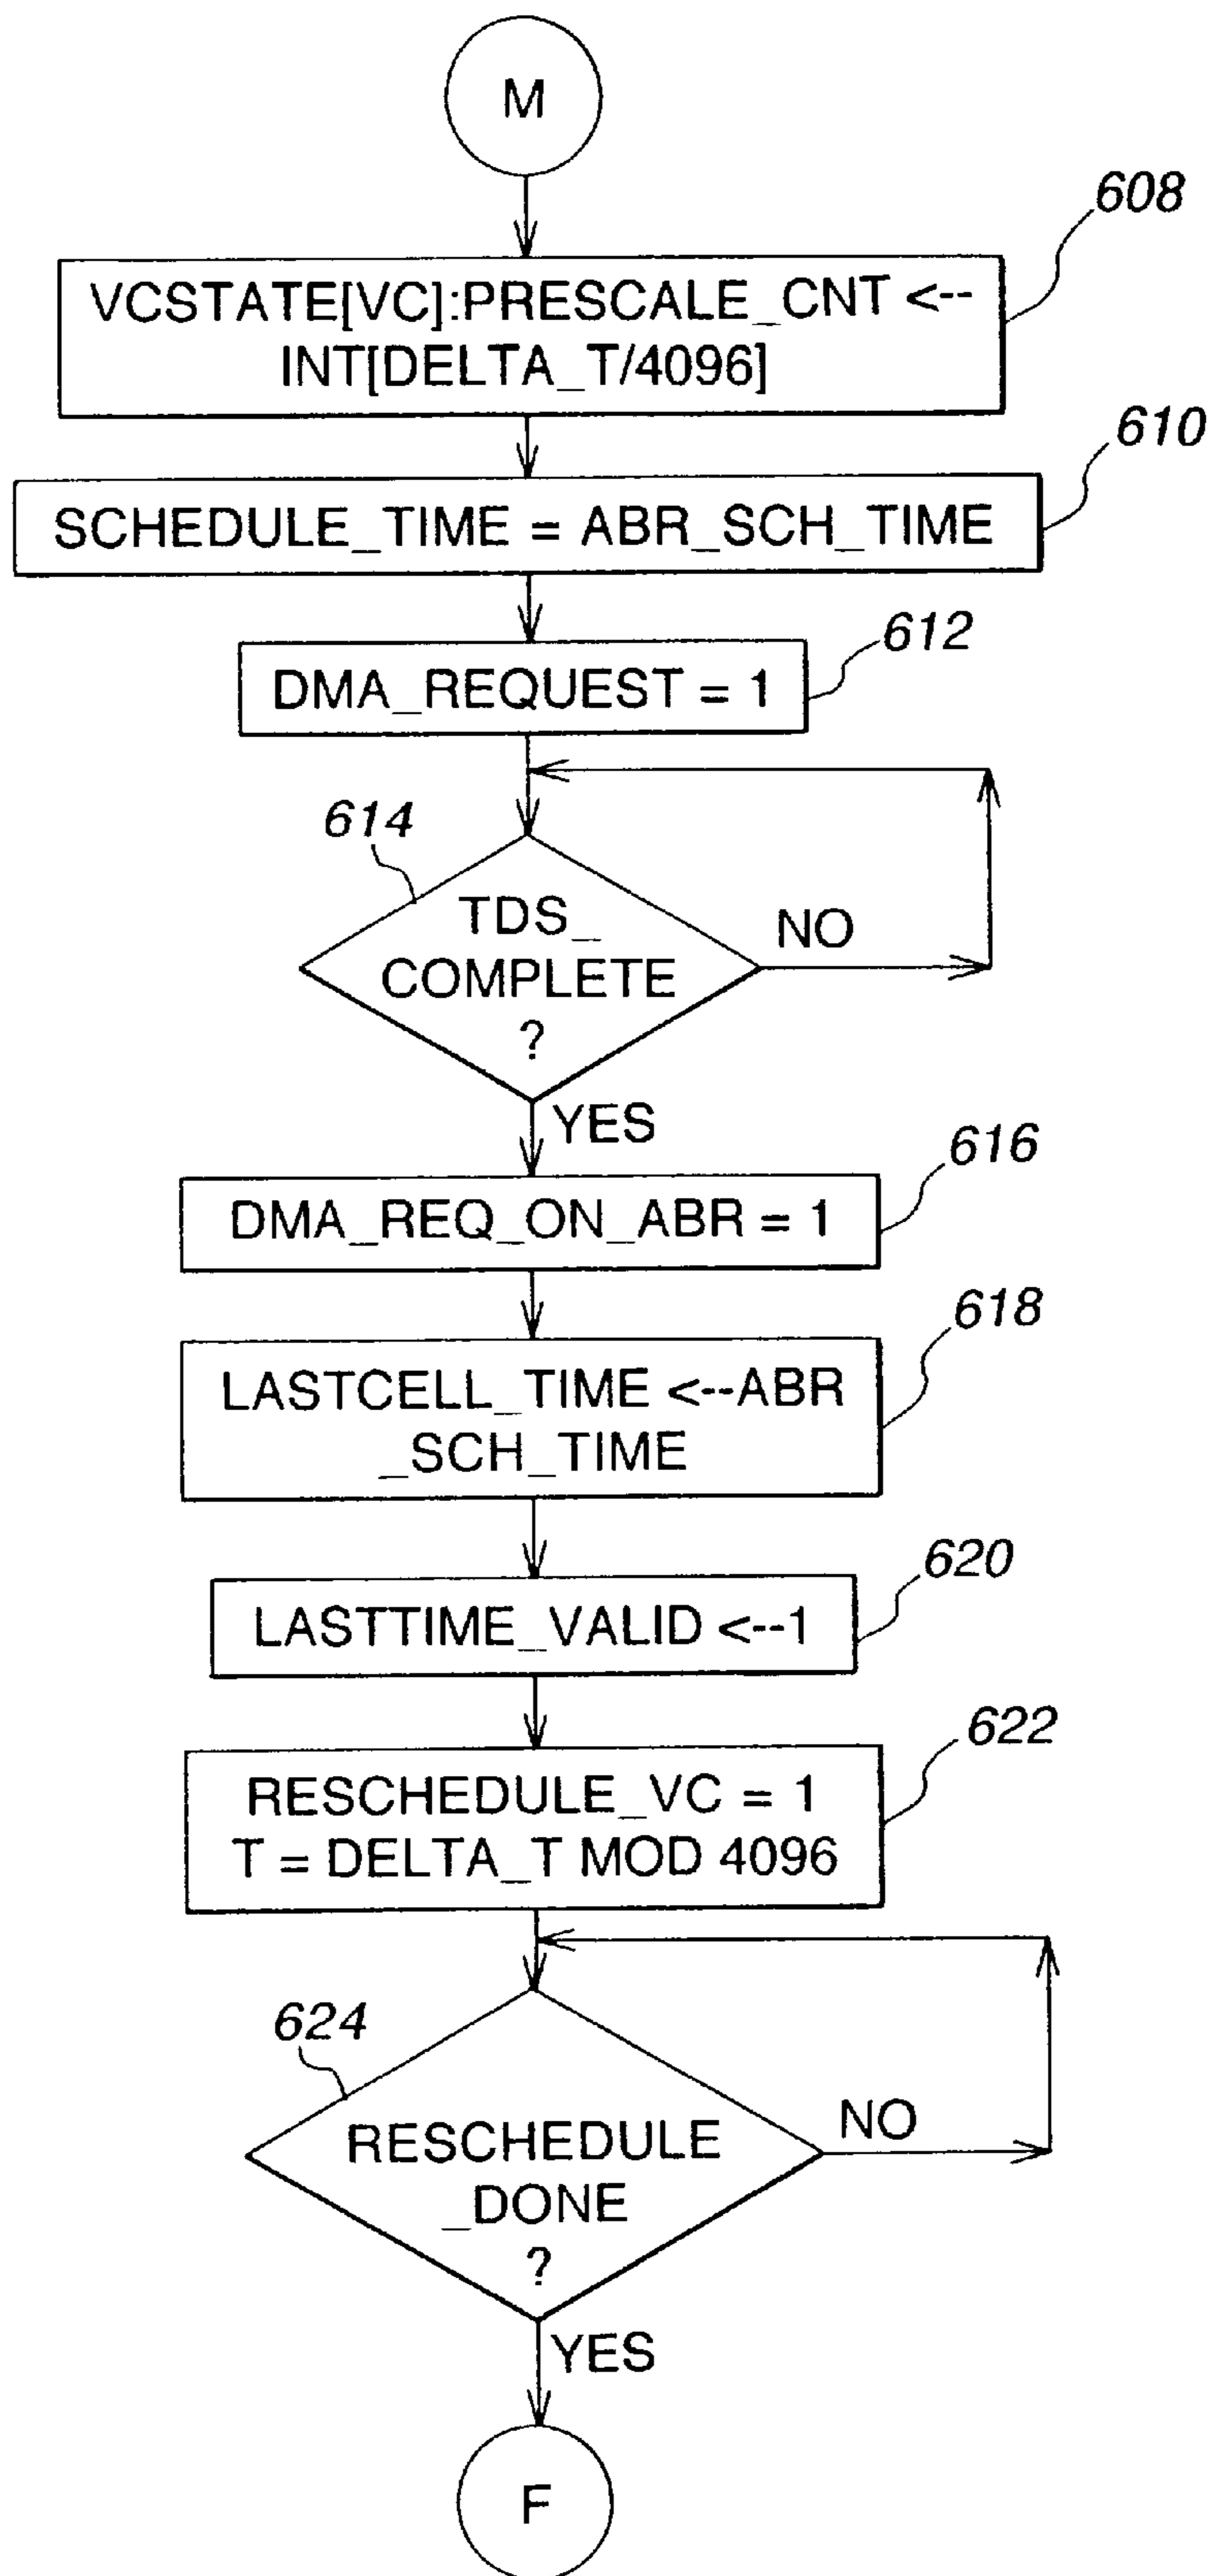 M
608
VCSTATE[VC]:PRESCALE_CNT <--
INT[DELTA_T/4096]
610
SCHEDULE_TIME = ABR_SCH_TIME
612
DMA_REQUEST = 1
614
TDS_
COMPLETE
?
NO
YES
616
DMA_REQ_ON_ABR = 1
618
LASTCELL_TIME <--ABR
_SCH_TIME
620
LASTTIME_VALID <--1
622
RESCHEDULE_VC = 1
T = DELTA_T MOD 4096
624
RESCHEDULE
_DONE
?
NO
YES
F